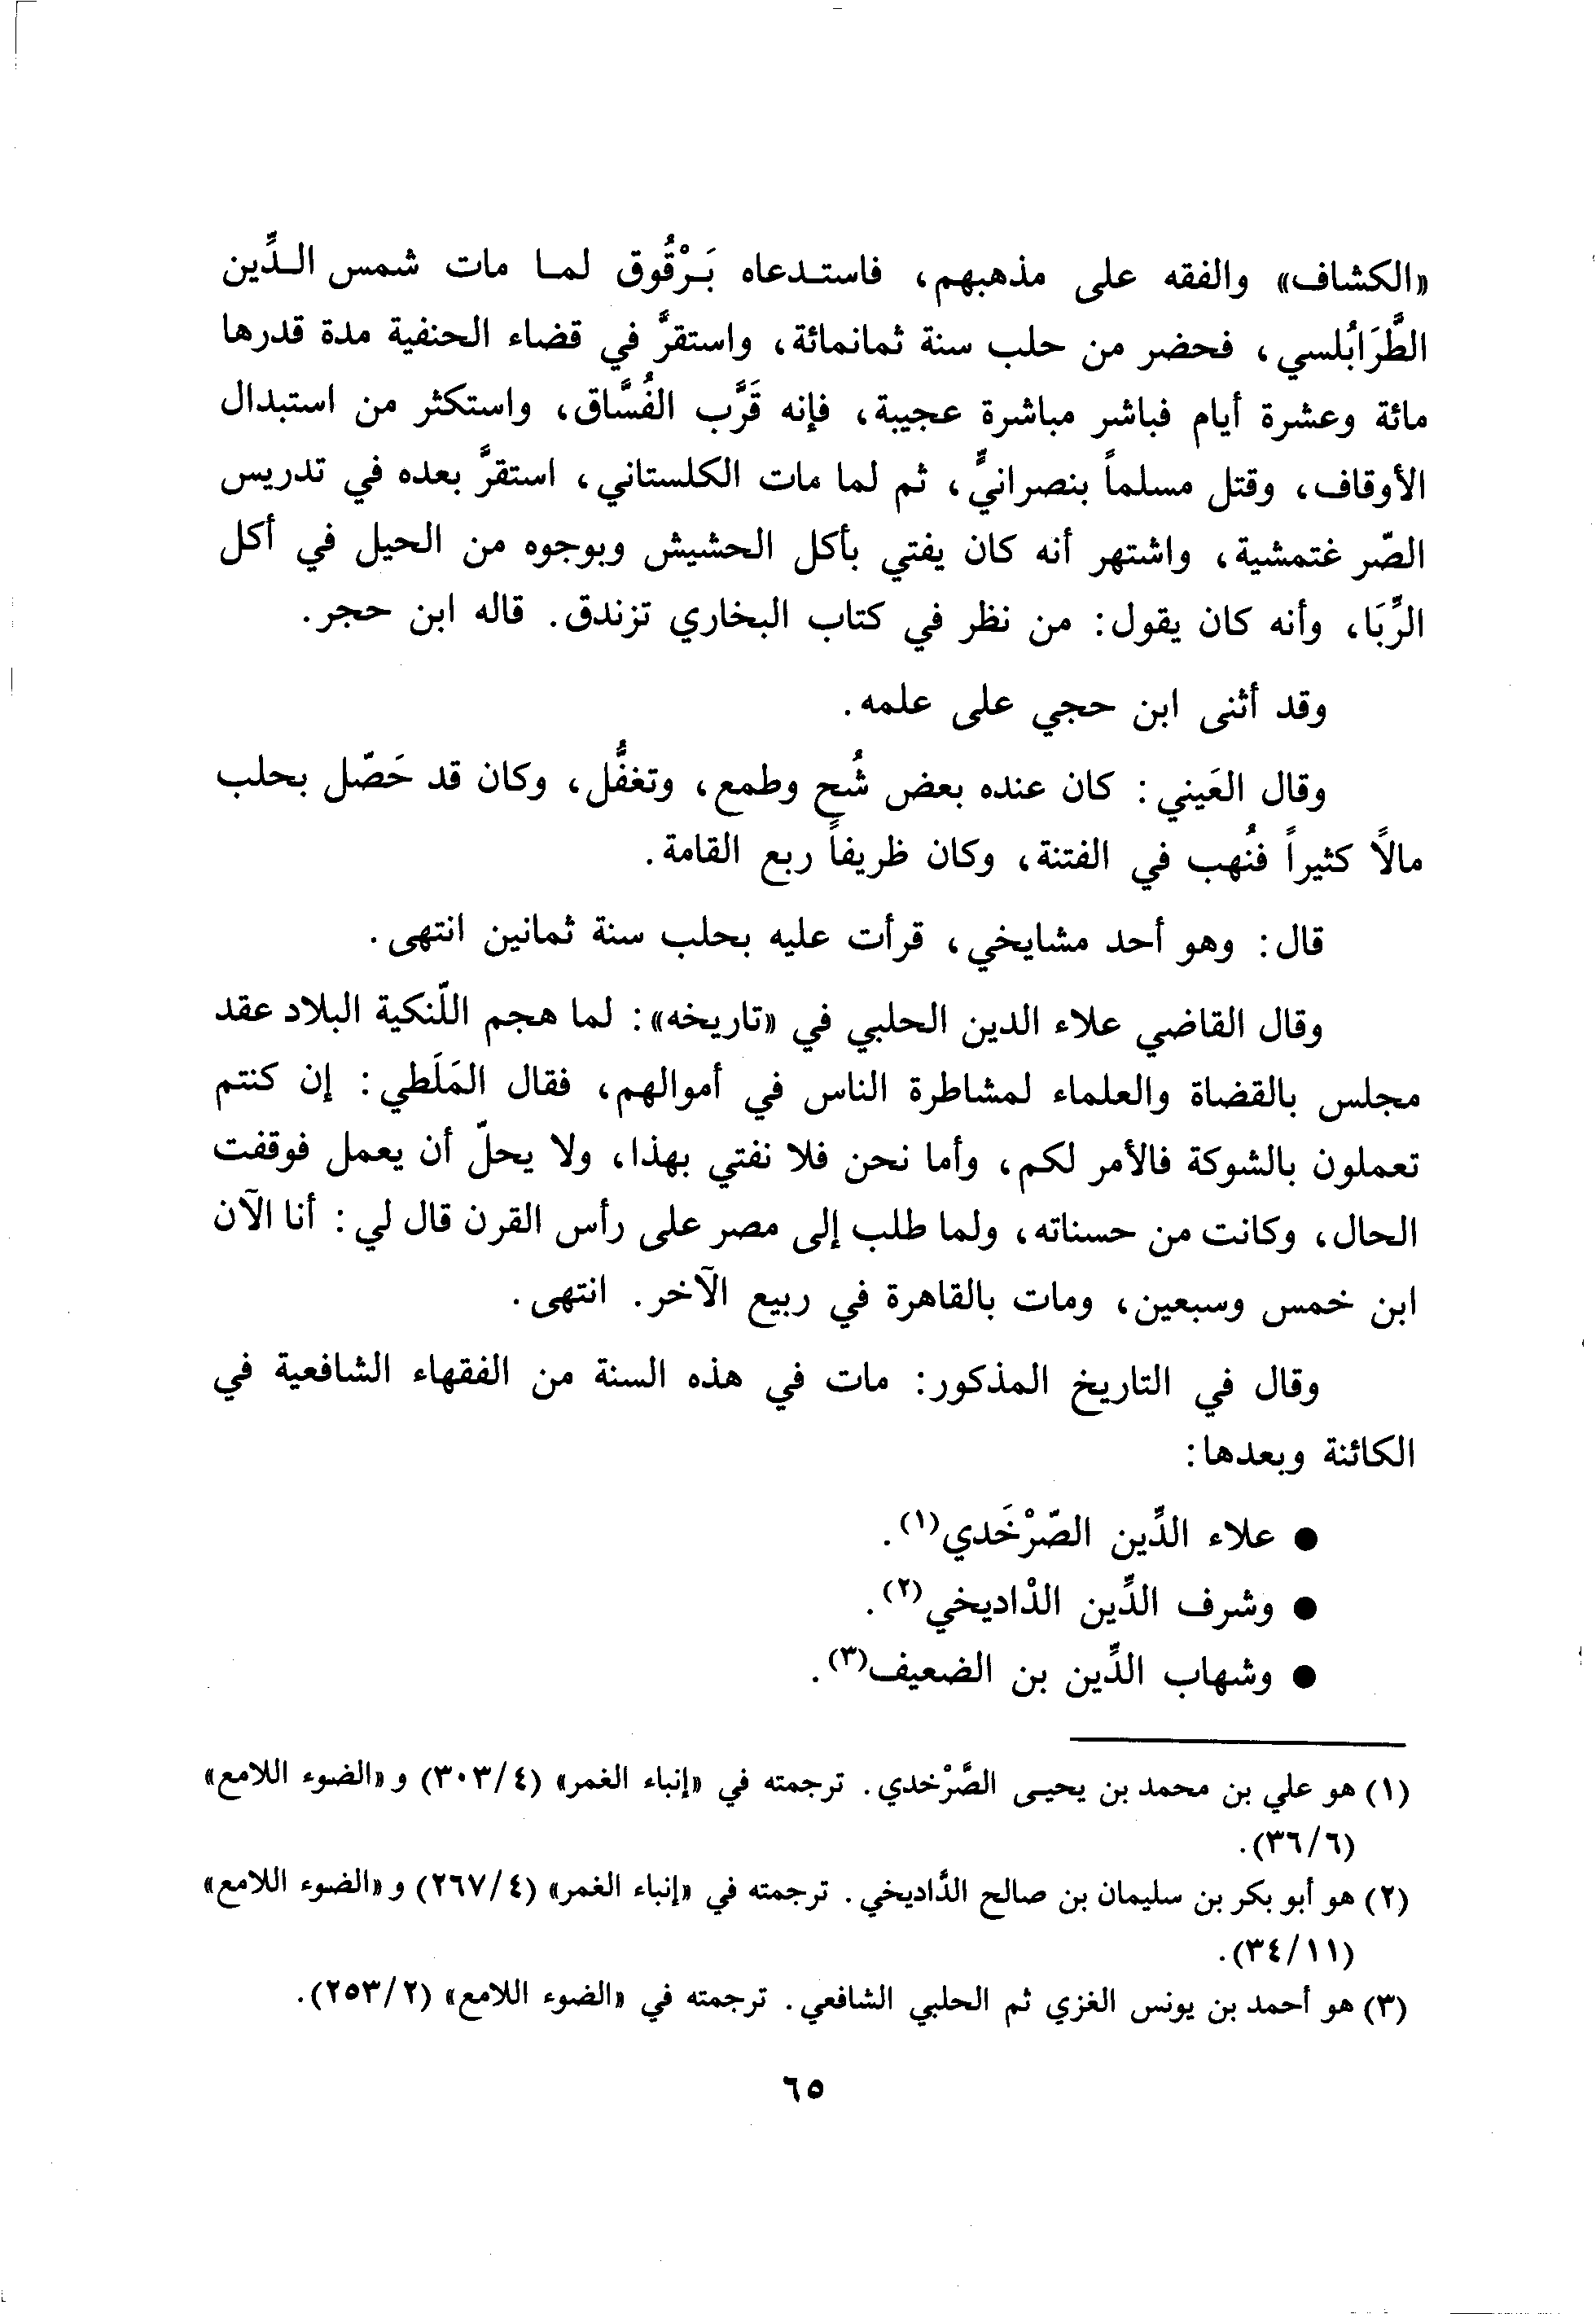 «الكشاف» والفقه على مذهبهم، فاستدعاه بَرْقُوق لما مات شمس الدِّين
الطَّرَابُلسي، فحضر من حلب سنة ثمانمائة، واستقرَّ في قضاء الحنفية مدة قدرها
مائة وعشرة أيام فباشر مباشرة عجيبة، فإنه قَرَّب الفُسَّاق، واستكثر من استبدال
الأوقاف، وقتل مسلماً بنصرانيٍّ، ثم لما مات الكلستاني، استقرَّ بعده في تدريس
الصّر غتمشية، واشتهر أنه كان يفتي بأكل الحشيش وبوجوه من الحيل في أكل
الرِّبَا، وأنه كان يقول: من نظر في كتاب البخاري تزندق. قاله ابن حجر.
وقد أثنى ابن حجي على علمه.
وقال العَيني: كان عنده بعض شُح وطمع، وتغفُّل، وكان قد حَصّل بحلب
مالاً كثيراً فنُهب في الفتنة، وكان ظريفاً ربع القامة.
قال: وهو أحد مشايخي، قرأت عليه بحلب سنة ثمانين انتهى.
وقال القاضي علاء الدين الحلبي في «تاريخه»: لما هجم اللّنكية البلاد عقد
مجلس بالقضاة والعلماء لمشاطرة الناس في أموالهم، فقال المَلَطي: إن كنتم
تعملون بالشوكة فالأمر لكم، وأما نحن فلا نفتي بهذا، ولا يحلّ أن يعمل فوقفت
الحال، وكانت من حسناته، ولما طلب إلى مصر على رأس القرن قال لي: أنا الآن
ابن خمس وسبعين، ومات بالقاهرة في ربيع الآخر. انتهى.
وقال في التاريخ المذكور: مات في هذه السنة من الفقهاء الشافعية في
الكائنة وبعدها:
● علاء الدِّين الصّرْخَدي(١).
● وشرف الدِّين الدْاديخي(٢).
● وشهاب الدِّين بن الضعيف(٣).
(١) هو علي بن محمد بن يحيى الصَّرْخدي. ترجمته في «إنباء الغمر» (٣٠٣/٤) و«الضوء اللامع»
(٣٦/٦).
(٢) هو أبو بكر بن سليمان بن صالح الدَّاديخي. ترجمته في «إنباء الغمر» (٢٦٧/٤) و«الضوء اللامع»
(٣٤/١١).
(٣) هو أحمد بن يونس الغزي ثم الحلبي الشافعي. ترجمته في «الضوء اللامع» (٢٥٣/٢).
٦٥